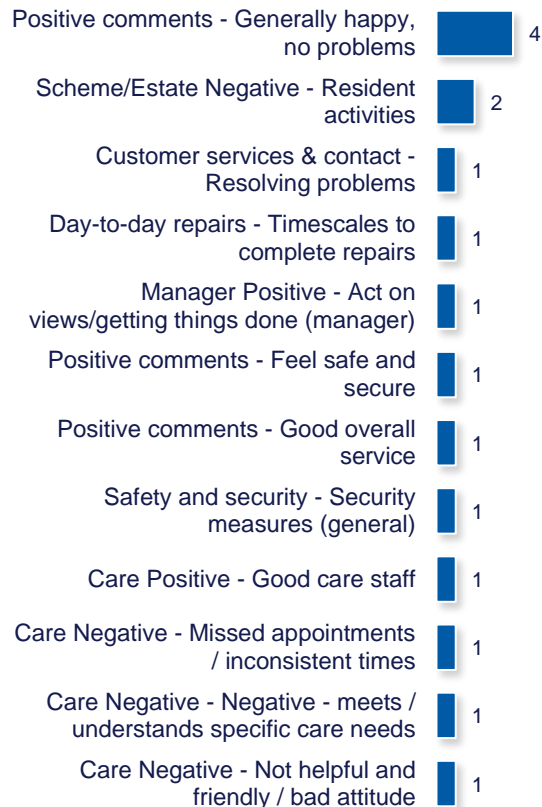 Positive comments - Generally happy,
no problems
4
Scheme/Estate Negative - Resident
activities
2
Customer services & contact -
Resolving problems
1
Day-to-day repairs - Timescales to
complete repairs
1
Manager Positive - Act on
views/getting things done (manager)
1
Positive comments - Feel safe and
secure
1
Positive comments - Good overall
service
1
Safety and security - Security
measures (general)
1
Care Positive - Good care staff
1
Care Negative - Missed appointments
/ inconsistent times
1
Care Negative - Negative - meets /
understands specific care needs
1
Care Negative - Not helpful and
friendly / bad attitude
1